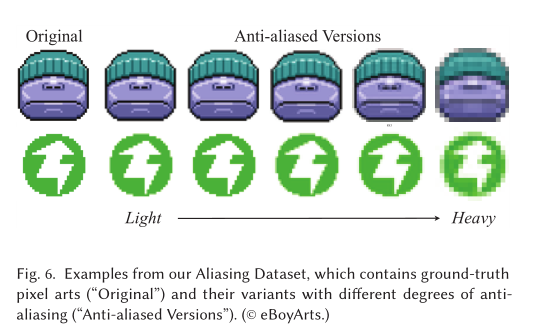 Original Anti-aliased Versions
Light Heavy
Fig. 6. Examples from our Aliasing Dataset, which contains ground-truth
pixel arts (“Original”) and their variants with different degrees of anti-
aliasing (“Anti-aliased Versions”). (© eBoyArts.)